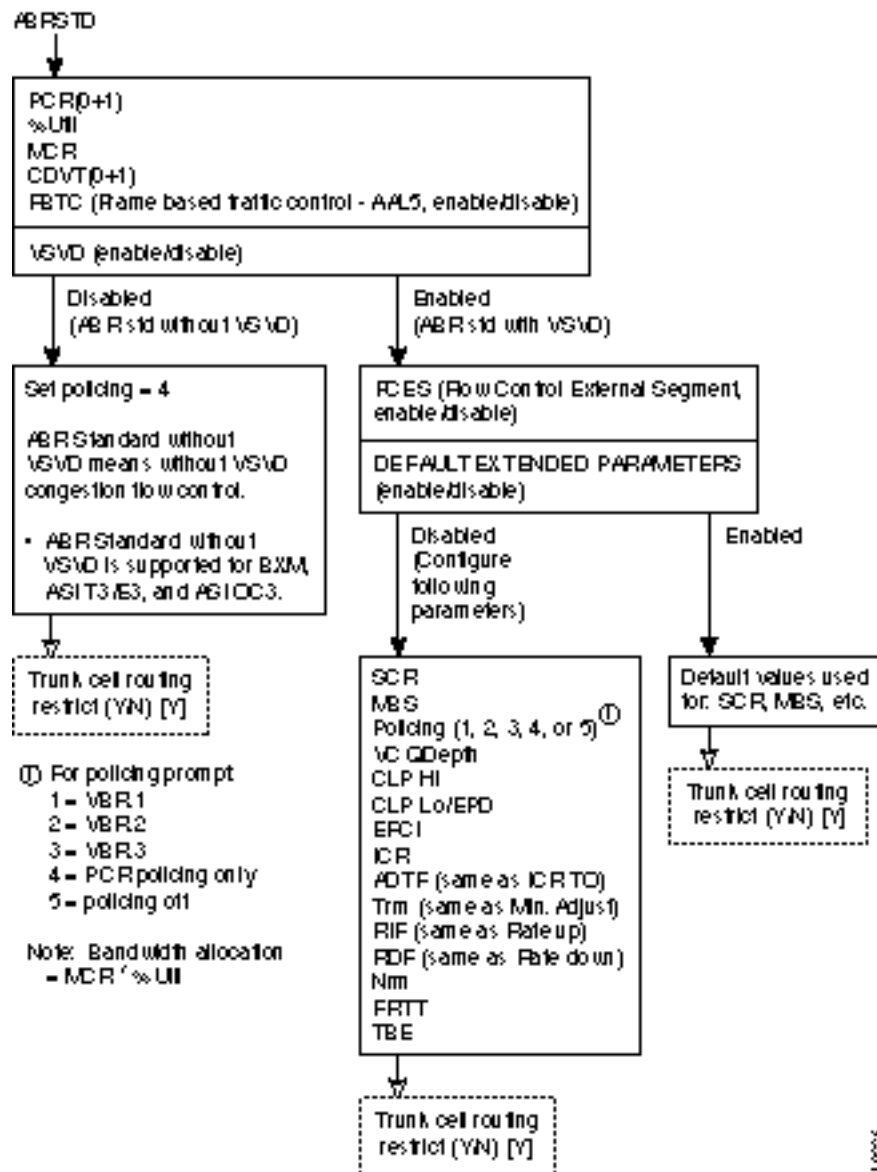 ABRSTD
PCR(0+1)
% Util
MCR
CDVT(0+1)
FBTC (Frame based traffic control - AAL5, enable/disable)
VSVD (enable/disable)
Disabled
(ABR std without VSVD)
Enabled
(ABR std with VSVD)
Set policing = 4
ABR Standard without
VSVD means without VSVD
congestion flow control.
• ABR Standard without
VSVD is supported for BXM,
ASI T3/E3, and ASI OC3.
Trunk cell routing
restrict (Y/N) [Y]
FCES (Flow Control External Segment,
enable/disable)
DEFAULT EXTENDED PARAMETERS
(enable/disable)
Disabled
(Configure
following
parameters)
Enabled
SCR
MBS
Policing (1, 2, 3, 4, or 5) ①
VC QDepth
CLP HI
CLP Lo/EPD
EFCI
ICR
ADTF (same as ICR TO)
Trm (same as Min. Adjust)
RIF (same as Rate up)
RDF (same as Rate down)
Nrm
FRTT
TBE
Trunk cell routing
restrict (Y/N) [Y]
Default values used
for: SCR, MBS, etc.
Trunk cell routing
restrict (Y/N) [Y]
① For policing prompt
1 = VBR.1
2 = VBR.2
3 = VBR.3
4 = PCR policing only
5 = policing off
Note: Bandwidth allocation
= MCR * % Util